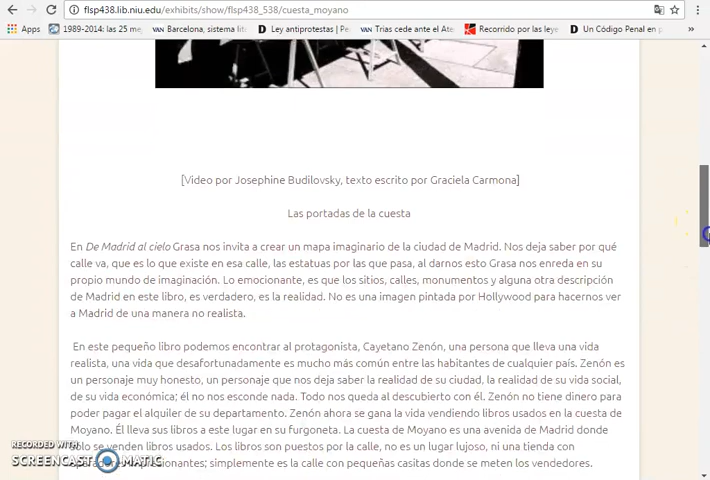 flsp438.lib.niu.edu/exhibits/show/flsp438_538/cuesta_moyano
Apps 1989-2014: las 25 mej VAN Barcelona, sistema lite D Ley antiprotestas | P VAN Trias cede ante el Ate Recorrido por las leye D Un Código Penal en p
[Video por Josephine Budilovsky, texto escrito por Graciela Carmona]
Las portadas de la cuesta
En De Madrid al cielo Grasa nos invita a crear un mapa imaginario de la ciudad de Madrid. Nos deja saber por qué
calle va, que es lo que existe en esa calle, las estatuas por las que pasa, al darnos esto Grasa nos enreda en su
propio mundo de imaginación. Lo emocionante, es que los sitios, calles, monumentos y alguna otra descripción
de Madrid en este libro, es verdadero, es la realidad. No es una imagen pintada por Hollywood para hacernos ver
a Madrid de una manera no realista.
En este pequeño libro podemos encontrar al protagonista, Cayetano Zenón, una persona que lleva una vida
realista, una vida que desafortunadamente es mucho más común entre las habitantes de cualquier país. Zenón es
un personaje muy honesto, un personaje que nos deja saber la realidad de su ciudad, la realidad de su vida social,
de su vida económica; él no nos esconde nada. Todo nos queda al descubierto con él. Zenón no tiene dinero para
poder pagar el alquiler de su departamento. Zenón ahora se gana la vida vendiendo libros usados en la cuesta de
Moyano. Él lleva sus libros a este lugar en su furgoneta. La cuesta de Moyano es una avenida de Madrid donde
sólo se venden libros usados. Los libros son puestos por la calle, no es un lugar lujoso, ni una tienda con
impresionantes; simplemente es la calle con pequeñas casitas donde se meten los vendedores.
RECORDED WITH
SCREENCAST MATIC